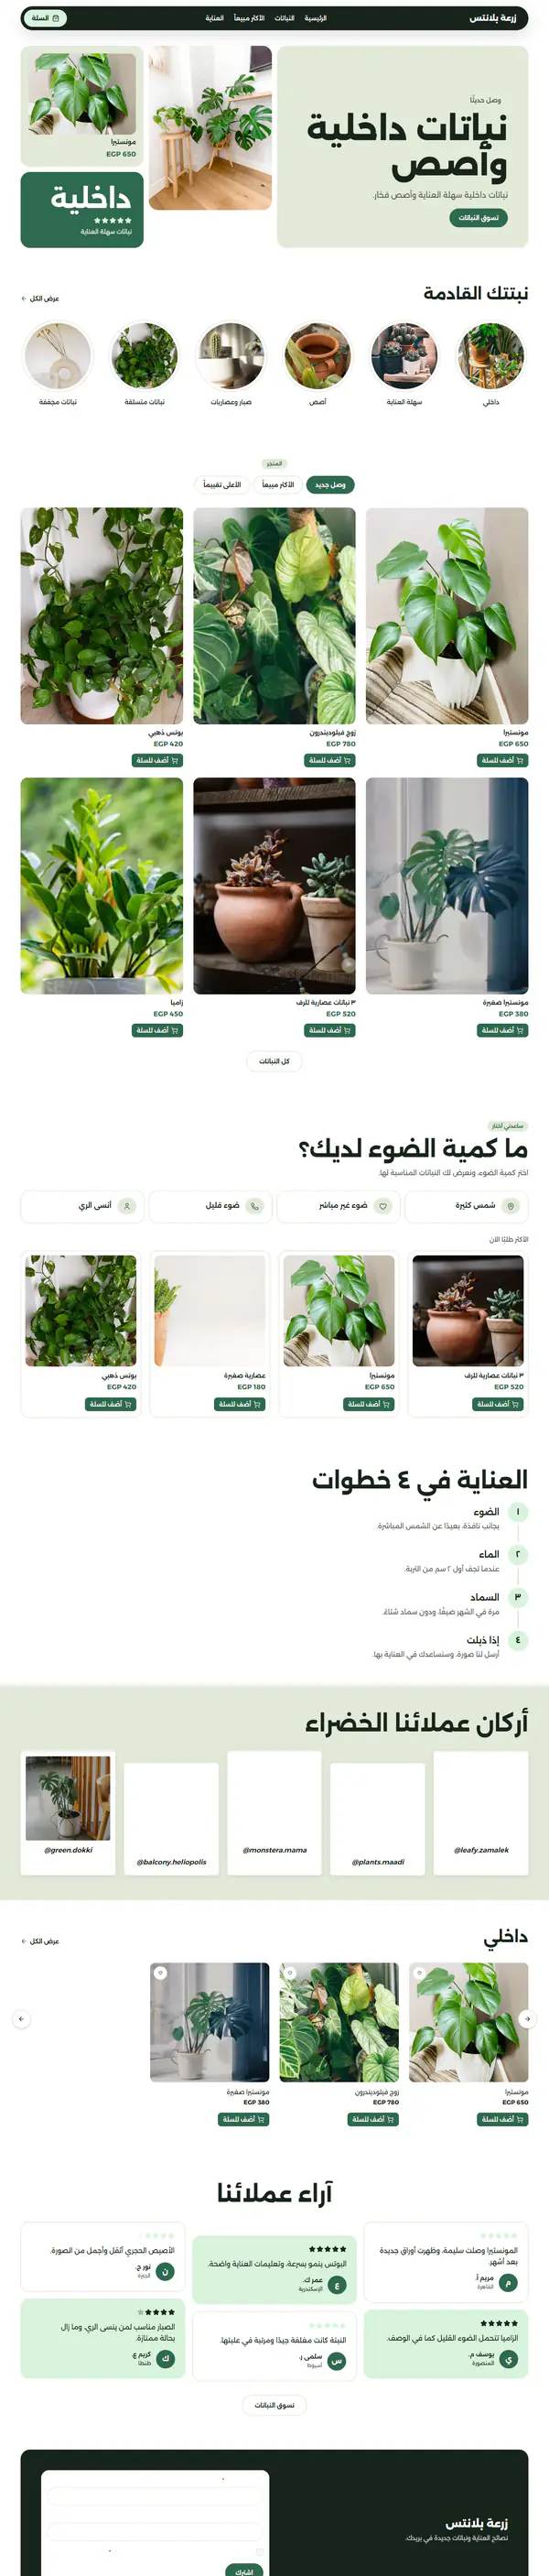 زرعة بلانتس
الرئيسية
النباتات
الأكثر مبيعاً
العناية
السلة
وصل حديثًا
نباتات داخلية
وأصص
نباتات داخلية سهلة العناية وأصص فخار.
تسوق النباتات
مونستيرا
EGP 650
داخلية
نباتات سهلة العناية
نبتتك القادمة
عرض الكل
داخلي
سهلة العناية
أصص
صبار وعصاريات
نباتات متسلقة
نباتات مجففة
المتجر
وصل جديد
الأكثر مبيعاً
الأعلى تقييماً
مونستيرا
EGP 650
أضف للسلة
زوج فيلوديندرون
EGP 780
أضف للسلة
بوتس ذهبي
EGP 420
أضف للسلة
مونستيرا صغيرة
EGP 380
أضف للسلة
٣ نباتات عصارية للرف
EGP 520
أضف للسلة
زاميا
EGP 450
أضف للسلة
كل النباتات
ساعدني أختار
ما كمية الضوء لديك؟
اختر كمية الضوء، ونعرض لك النباتات المناسبة لها.
شمس كثيرة
ضوء غير مباشر
ضوء قليل
أنسى الري
الأكثر طلبًا الآن
٣ نباتات عصارية للرف
EGP 520
أضف للسلة
مونستيرا
EGP 650
أضف للسلة
عصارية صغيرة
EGP 180
أضف للسلة
بوتس ذهبي
EGP 420
أضف للسلة
العناية في ٤ خطوات
١
الضوء
بجانب نافذة، بعيدًا عن الشمس المباشرة.
٢
الماء
عندما تجف أول ٢ سم من التربة.
٣
السماد
مرة في الشهر صيفًا، ودون سماد شتاءً.
٤
إذا ذبلت
أرسل لنا صورة، وسنساعدك في العناية بها.
أركان عملائنا الخضراء
@leafy.zamalek
@plants.maadi
@monstera.mama
@balcony.heliopolis
@green.dokki
داخلي
عرض الكل
مونستيرا
EGP 650
أضف للسلة
زوج فيلوديندرون
EGP 780
أضف للسلة
مونستيرا صغيرة
EGP 380
أضف للسلة
آراء عملائنا
المونستيرا وصلت سليمة، وظهرت أوراق جديدة
بعد أشهر.
م
مريم أ.
القاهرة
البوتس ينمو بسرعة، وتعليمات العناية واضحة.
ع
عمر ك.
الإسكندرية
الأصيص الحجري أثقل وأجمل من الصورة.
ن
نور ح.
الجيزة
الزاميا تتحمل الضوء القليل كما في الوصف.
ي
يوسف م.
المنصورة
النبتة كانت مغلفة جيدًا ومرتبة في علبتها.
س
سلمى ر.
أسيوط
الصبار مناسب لمن ينسى الري، وما زال
بحالة ممتازة.
ك
كريم ع.
طنطا
تسوق النباتات
زرعة بلانتس
نصائح العناية ونباتات جديدة في بريدك.
اشترك